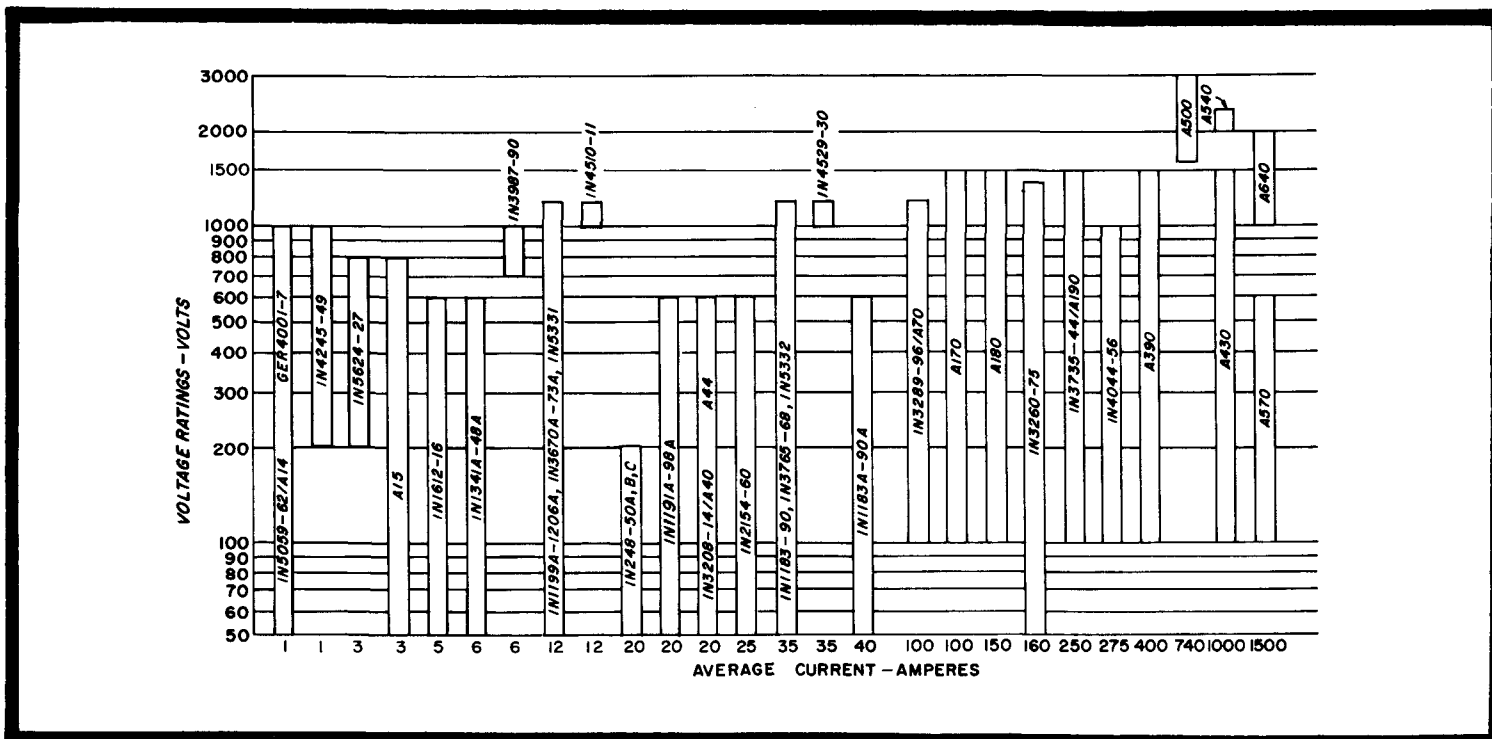 VOLTAGE RATINGS - VOLTS
3000
2000
1500
1000
900
800
700
600
500
400
300
200
100
90
80
70
60
50
IN5059-62/A14 GER4001-7
IN4245-49
IN5624-27
A15
IN1612-16
IN1341A-48A
IN3987-90
IN1199A-1206A, IN3670A-73A, IN5331
IN4510-11
IN248-50A,B,C
IN1191A-98A
IN3208-14/A40 A44
IN2154-60
IN1183-90, IN3765-68, IN5332
IN4529-30
IN1183A-90A
IN3289-96/A70
A170
A180
IN3260-75
IN3735-44/A190
IN4044-56
A390
A500
A540
A430
A640
A570
1 1 3 3 5 6 6 12 12 20 20 20 25 35 35 40 100 100 150 160 250 275 400 740 1000 1500
AVERAGE CURRENT - AMPERES